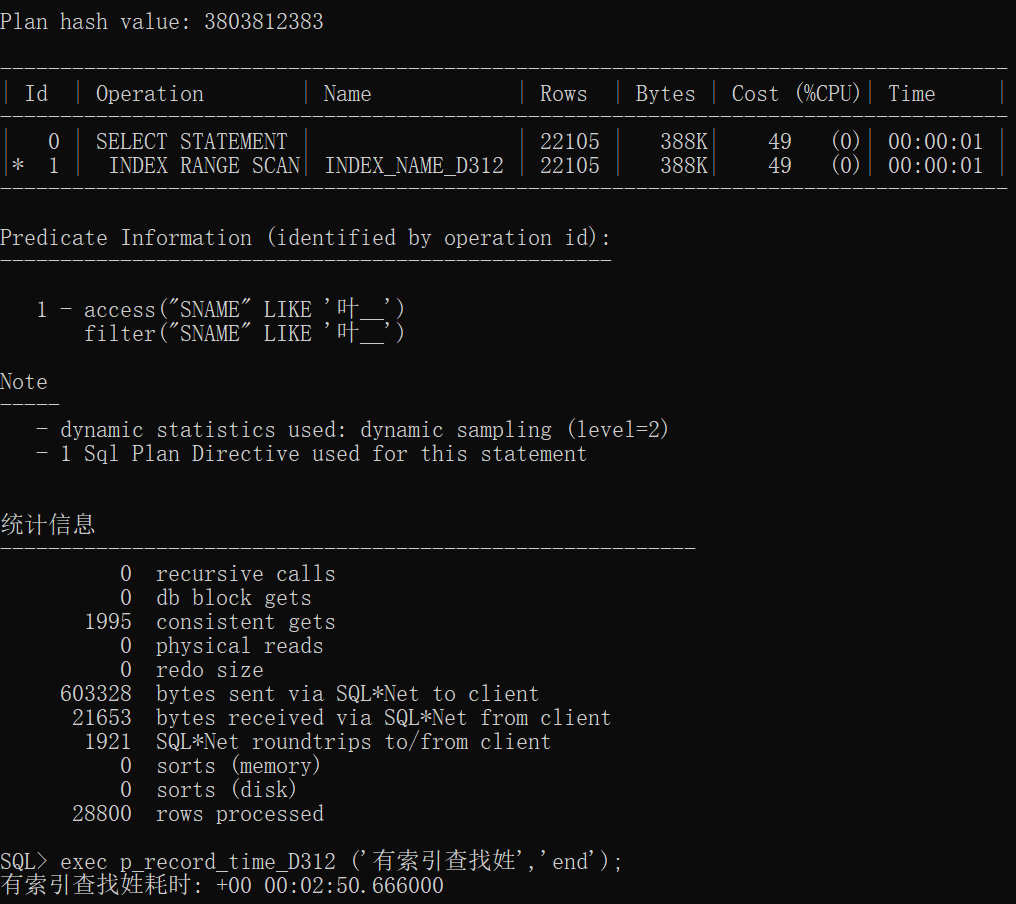 Plan hash value: 3803812383
--------------------------------------------------------------------------------------
| Id  | Operation        | Name            | Rows  | Bytes | Cost (%CPU)| Time     |
--------------------------------------------------------------------------------------
|   0 | SELECT STATEMENT |                 | 22105 |   388K|    49   (0)| 00:00:01 |
|*  1 |  INDEX RANGE SCAN| INDEX_NAME_D312 | 22105 |   388K|    49   (0)| 00:00:01 |
--------------------------------------------------------------------------------------
Predicate Information (identified by operation id):
---------------------------------------------------
1 - access("SNAME" LIKE '叶__')
filter("SNAME" LIKE '叶__')
Note
-----
- dynamic statistics used: dynamic sampling (level=2)
- 1 Sql Plan Directive used for this statement
统计信息
----------------------------------------------------------
0 recursive calls
0 db block gets
1995 consistent gets
0 physical reads
0 redo size
603328 bytes sent via SQL*Net to client
21653 bytes received via SQL*Net from client
1921 SQL*Net roundtrips to/from client
0 sorts (memory)
0 sorts (disk)
28800 rows processed
SQL> exec p_record_time_D312 ('有索引查找姓','end');
有索引查找姓耗时: +00 00:02:50.666000